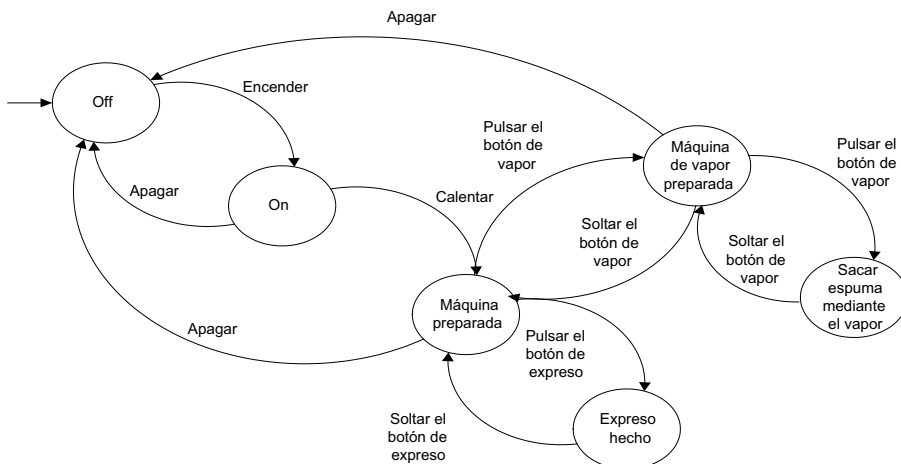 Apagar
Off
Encender
Pulsar el
botón de
vapor
Máquina
de vapor
preparada
Pulsar el
botón de
vapor
Apagar
On
Calentar
Soltar el
botón de
vapor
Soltar el
botón de
vapor
Sacar
espuma
mediante
el vapor
Máquina
preparada
Apagar
Pulsar el
botón de
expreso
Soltar el
botón de
expreso
Expreso
hecho